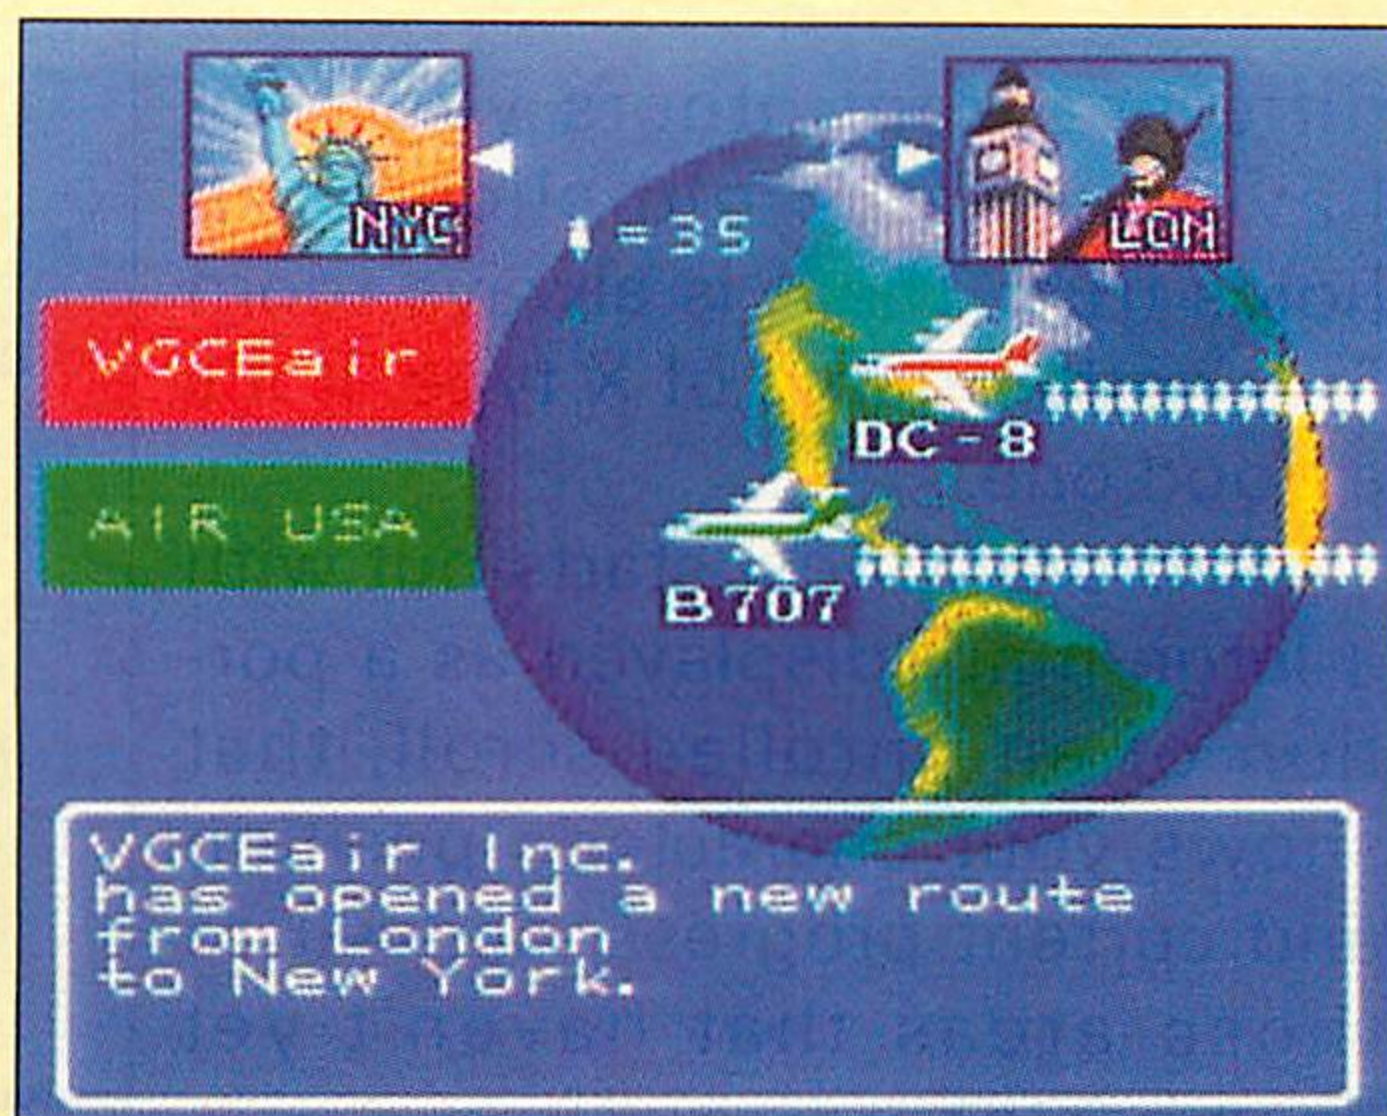 NYC
LON
=35
VGCEair
DC-8
AIR USA
B707
VGCEair Inc.
has opened a new route
from London
to New York.